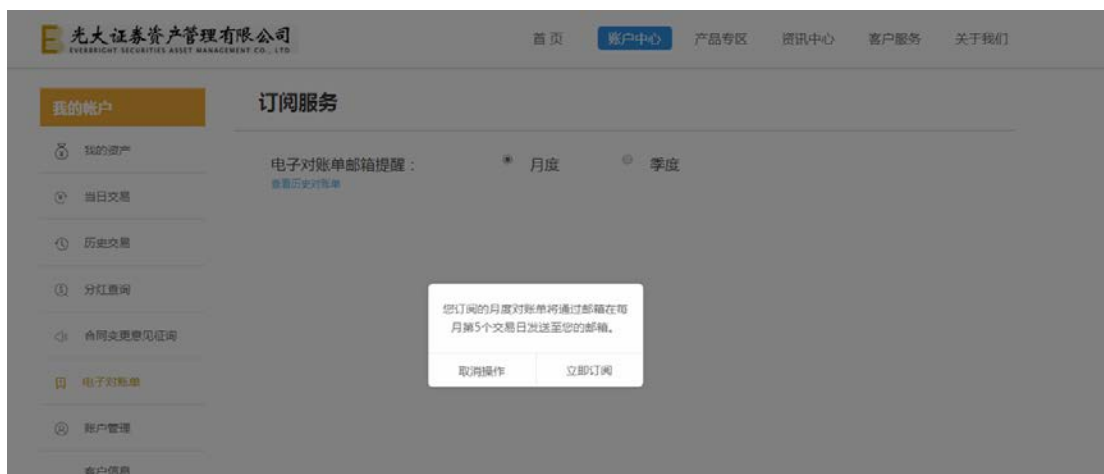 光大证券资产管理有限公司
EVERBRIGHT SECURITIES ASSET MANAGEMENT CO., LTD
首页 账户中心 产品专区 资讯中心 客户服务 关于我们
我的帐户
订阅服务
我的资产
电子对账单邮箱提醒： 月度 季度
查看历史对账单
当日交易
历史交易
分红查询
合同变更意见征询
电子对账单
账户管理
客户信息
您订阅的月度对账单将通过邮箱在每
月第5个交易日发送至您的邮箱。
取消操作 立即订阅